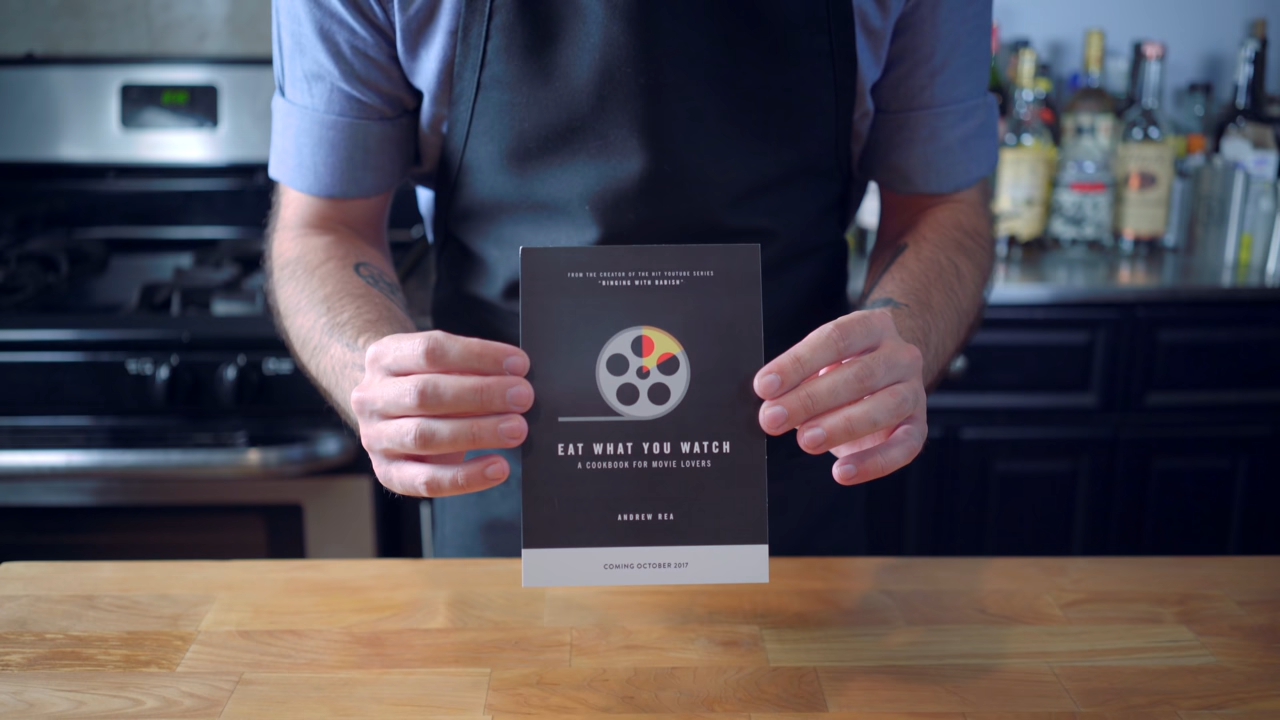 FROM THE CREATOR OF THE HIT YOUTUBE SERIES
"BINGING WITH BABISH"
EAT WHAT YOU WATCH
A COOKBOOK FOR MOVIE LOVERS
ANDREW REA
COMING OCTOBER 2017